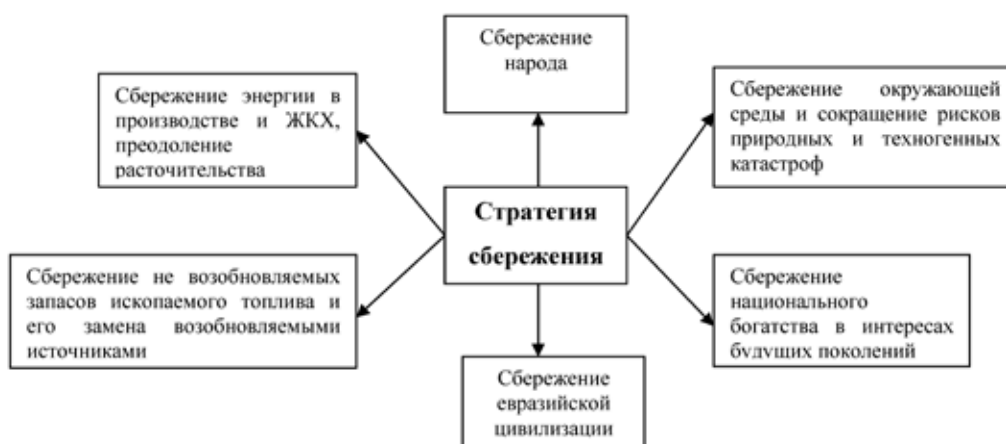 Сбережение
народа
Сбережение энергии в
производстве и ЖКХ,
преодоление
расточительства
Сбережение окружающей
среды и сокращение рисков
природных и техногенных
катастроф
Стратегия
сбережения
Сбережение не возобновляемых
запасов ископаемого топлива и
его замена возобновляемыми
источниками
Сбережение
национального
богатства в интересах
будущих поколений
Сбережение
евразийской
цивилизации